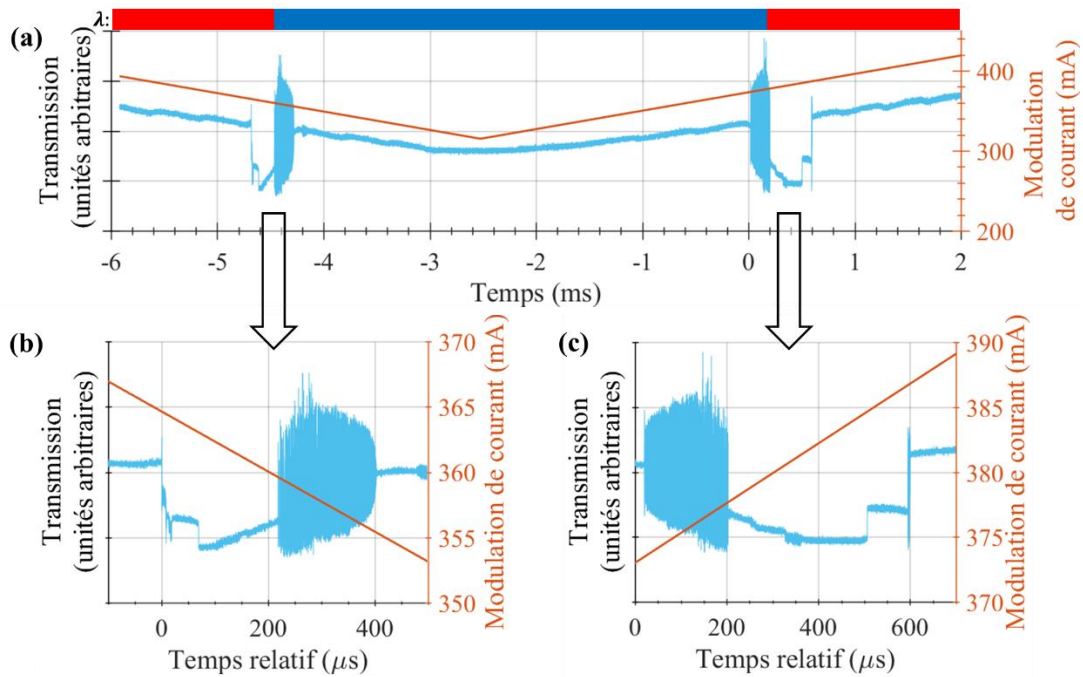 λ:
(a)
Transmission
(unités arbitraires)
400
300
200
Modulation
de courant (mA)
-6 -5 -4 -3 -2 -1 0 1 2
Temps (ms)
(b)
Transmission
(unités arbitraires)
370
365
360
355
350
Modulation de courant (mA)
0 200 400
Temps relatif (μs)
(c)
Transmission
(unités arbitraires)
390
385
380
375
370
Modulation de courant (mA)
0 200 400 600
Temps relatif (μs)